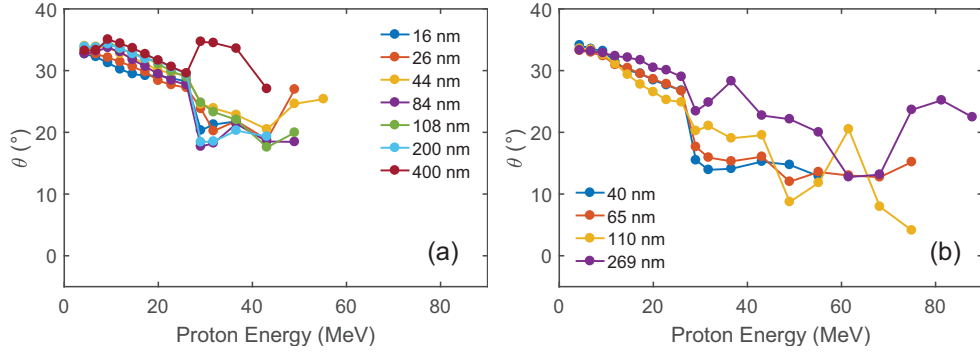 40
30
20
10
0
θ (°)
0
20
40
60
80
Proton Energy (MeV)
16 nm
26 nm
44 nm
84 nm
108 nm
200 nm
400 nm
(a)
40
30
20
10
0
θ (°)
0
20
40
60
80
Proton Energy (MeV)
40 nm
65 nm
110 nm
269 nm
(b)